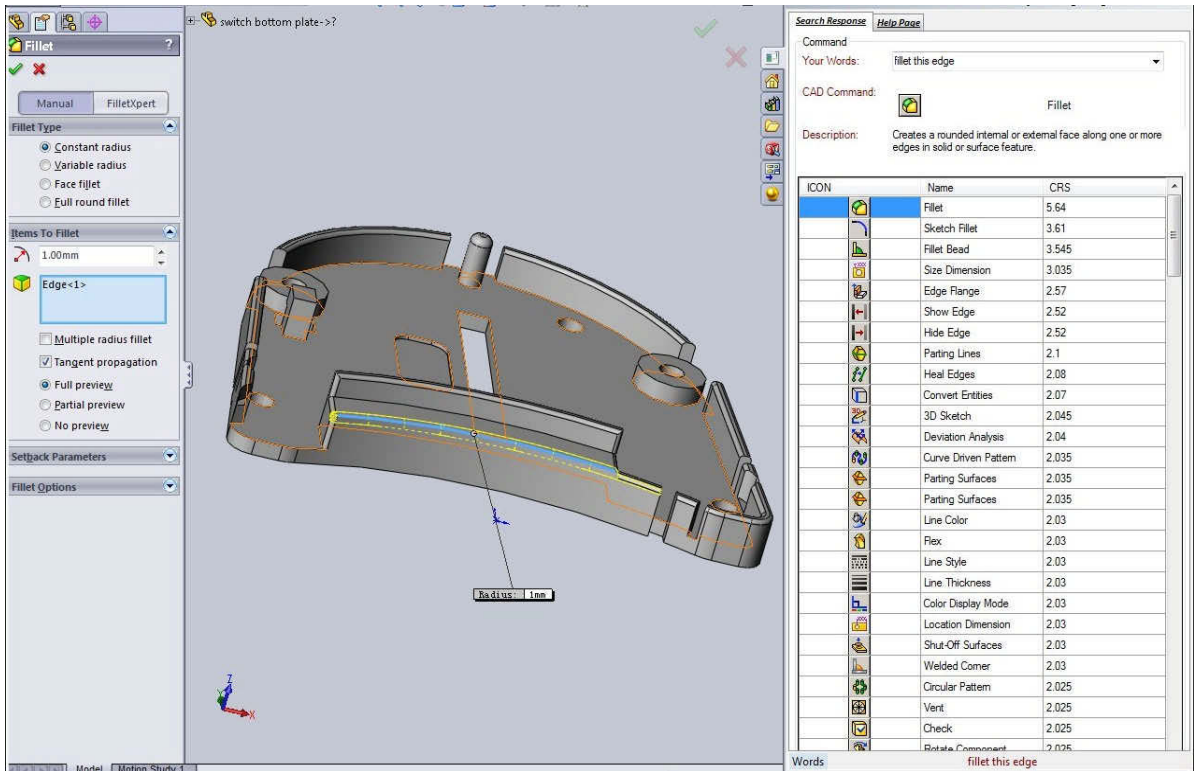 switch bottom plate->?
Fillet
?
Manual
FilletXpert
Fillet Type
Constant radius
Variable radius
Face fillet
Full round fillet
Items To Fillet
1.00mm
Edge<1>
Multiple radius fillet
Tangent propagation
Full preview
Partial preview
No preview
Setback Parameters
Fillet Options
Radius: 1mm
Z
Y
X
Model
Motion Study 1
Search Response
Help Page
Command
Your Words:
fillet this edge
CAD Command:
Fillet
Description:
Creates a rounded internal or external face along one or more
edges in solid or surface feature.
ICON Name CRS
Fillet 5.64
Sketch Fillet 3.61
Fillet Bead 3.545
Size Dimension 3.035
Edge Flange 2.57
Show Edge 2.52
Hide Edge 2.52
Parting Lines 2.1
Heal Edges 2.08
Convert Entities 2.07
3D Sketch 2.045
Deviation Analysis 2.04
Curve Driven Pattern 2.035
Parting Surfaces 2.035
Parting Surfaces 2.035
Line Color 2.03
Flex 2.03
Line Style 2.03
Line Thickness 2.03
Color Display Mode 2.03
Location Dimension 2.03
Shut-Off Surfaces 2.03
Welded Corner 2.03
Circular Pattern 2.025
Vent 2.025
Check 2.025
Rotate Component 2.025
Words fillet this edge